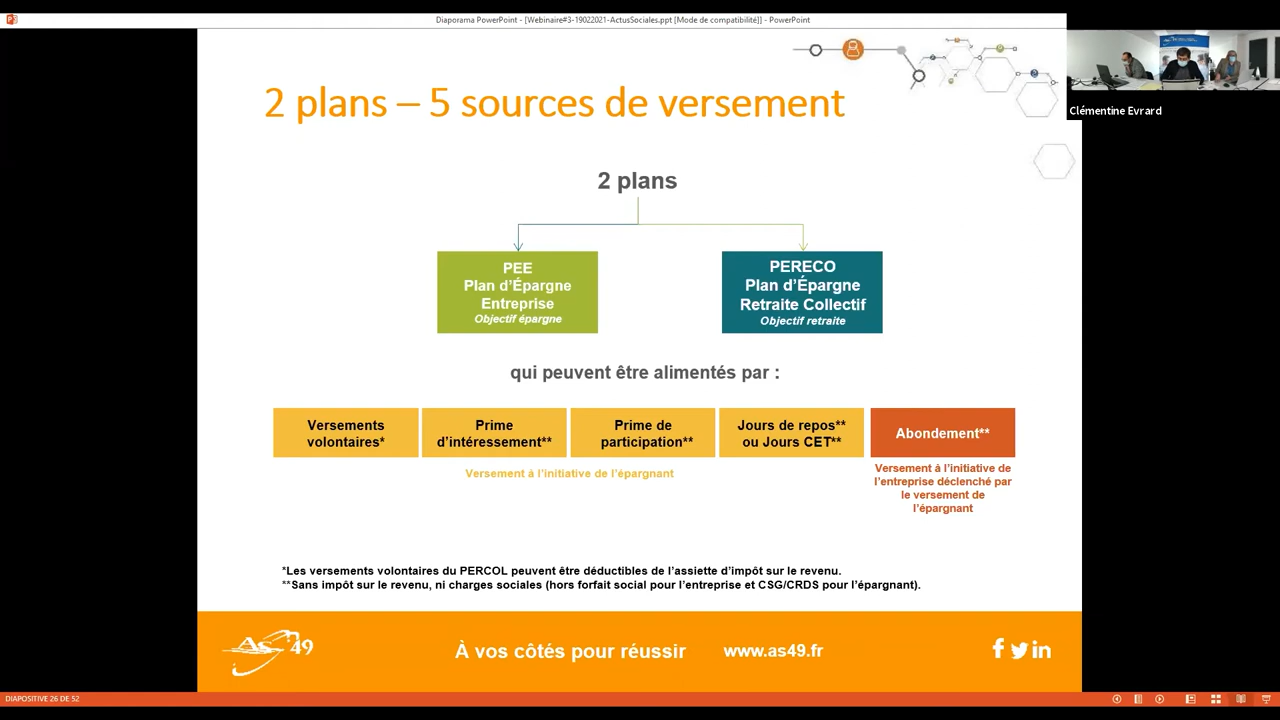 Diaporama PowerPoint - [Webinaire#3-19022021-ActusSociales.ppt [Mode de compatibilité]] - PowerPoint
Clémentine Evrard
2 plans – 5 sources de versement
2 plans
PEE
Plan d’Épargne
Entreprise
Objectif épargne
PERECO
Plan d’Épargne
Retraite Collectif
Objectif retraite
qui peuvent être alimentés par :
Versements
volontaires*
Prime
d’intéressement**
Prime de
participation**
Jours de repos**
ou Jours CET**
Abondement**
Versement á l’initiative de l’épargnant
Versement á l’initiative de
l’entreprise déclenché par
le versement de
l’épargnant
*Les versements volontaires du PERCOL peuvent être déductibles de l’assiette d’impôt sur le revenu.
**Sans impôt sur le revenu, ni charges sociales (hors forfait social pour l’entreprise et CSG/CRDS pour l’épargnant).
As 49
À vos côtés pour réussir
www.as49.fr
DIAPOSITIVE 26 DE 52